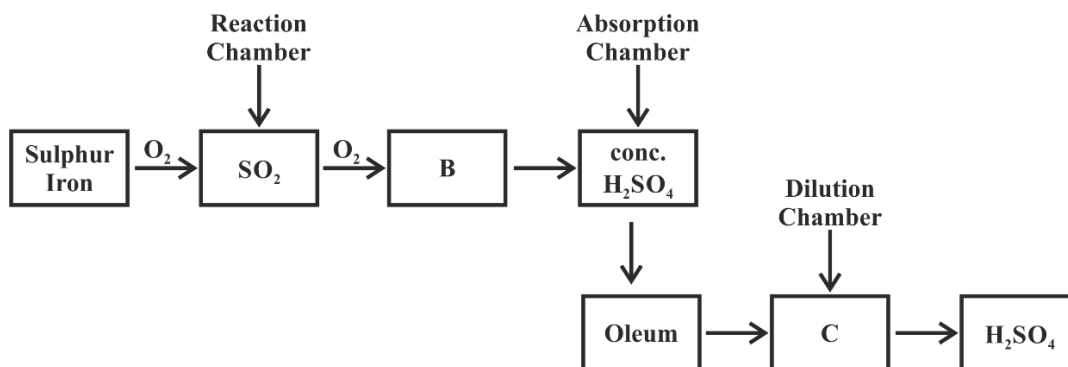 Reaction
Chamber
Absorption
Chamber
Sulphur
Iron
O₂
SO₂
O₂
B
conc.
H₂SO₄
Dilution
Chamber
Oleum
C
H₂SO₄